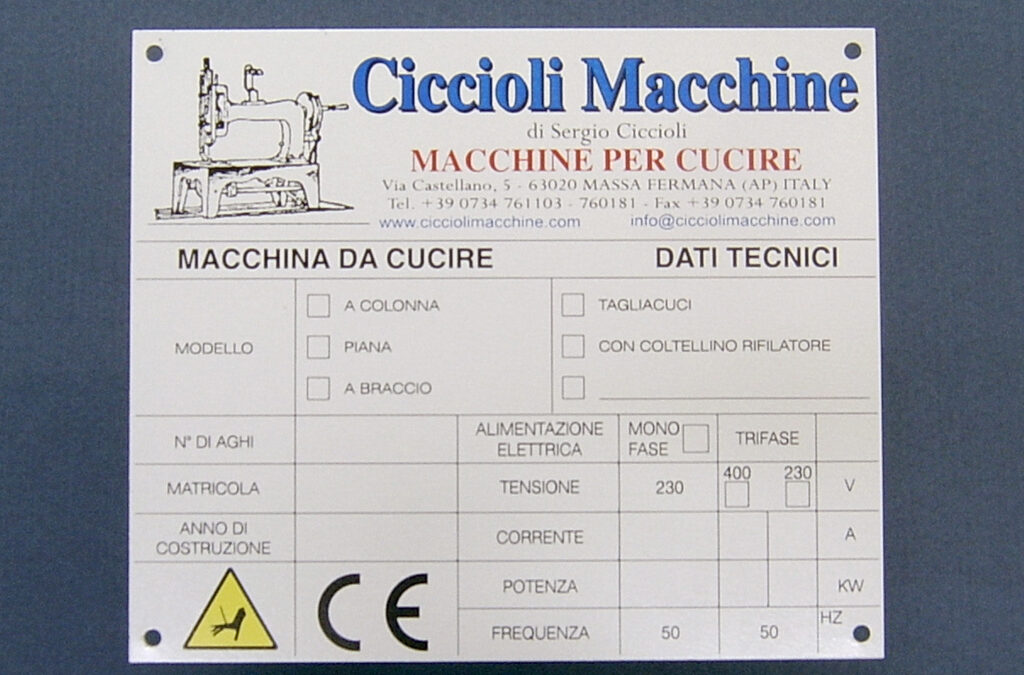 Ciccioli Macchine
di Sergio Ciccioli
MACCHINE PER CUCIRE
Via Castellano, 5 - 63020 MASSA FERMANA (AP) ITALY
Tel. +39 0734 761103 - 760181 - Fax +39 0734 760181
www.cicciolimacchine.com info@cicciolimacchine.com
MACCHINA DA CUCIRE DATI TECNICI
MODELLO
A COLONNA
PIANA
A BRACCIO
TAGLIACUCI
CON COLTELLINO RIFILATORE
N° DI AGHI
MATRICOLA
ANNO DI
COSTRUZIONE
CE
ALIMENTAZIONE
ELETTRICA
MONO
FASE
TRIFASE
TENSIONE 230 400 230 V
CORRENTE A
POTENZA KW
FREQUENZA 50 50 HZ